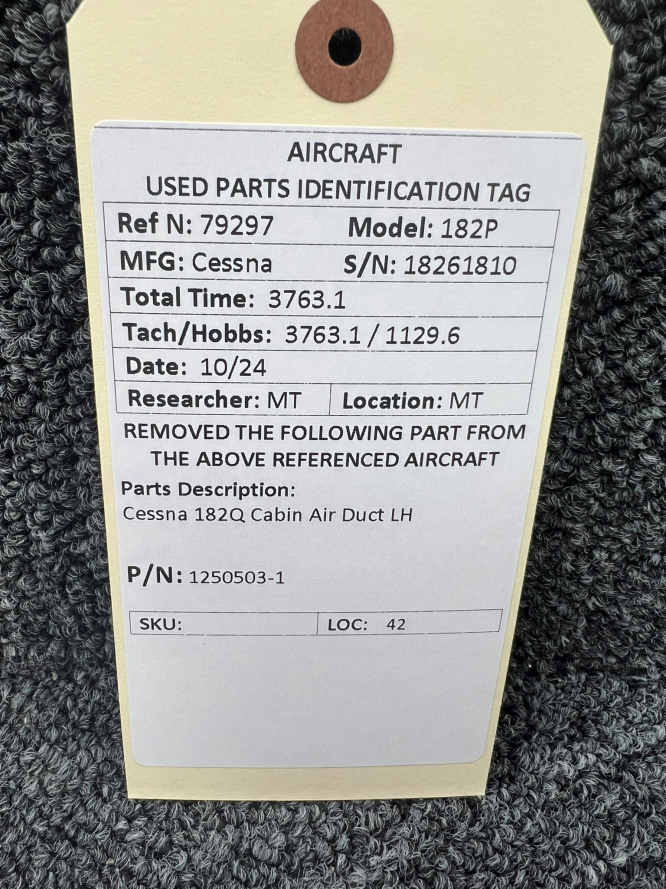 AIRCRAFT
USED PARTS IDENTIFICATION TAG
Ref N: 79297 Model: 182P
MFG: Cessna S/N: 18261810
Total Time: 3763.1
Tach/Hobbs: 3763.1 / 1129.6
Date: 10/24
Researcher: MT Location: MT
REMOVED THE FOLLOWING PART FROM
THE ABOVE REFERENCED AIRCRAFT
Parts Description:
Cessna 182Q Cabin Air Duct LH
P/N: 1250503-1
SKU: LOC: 42